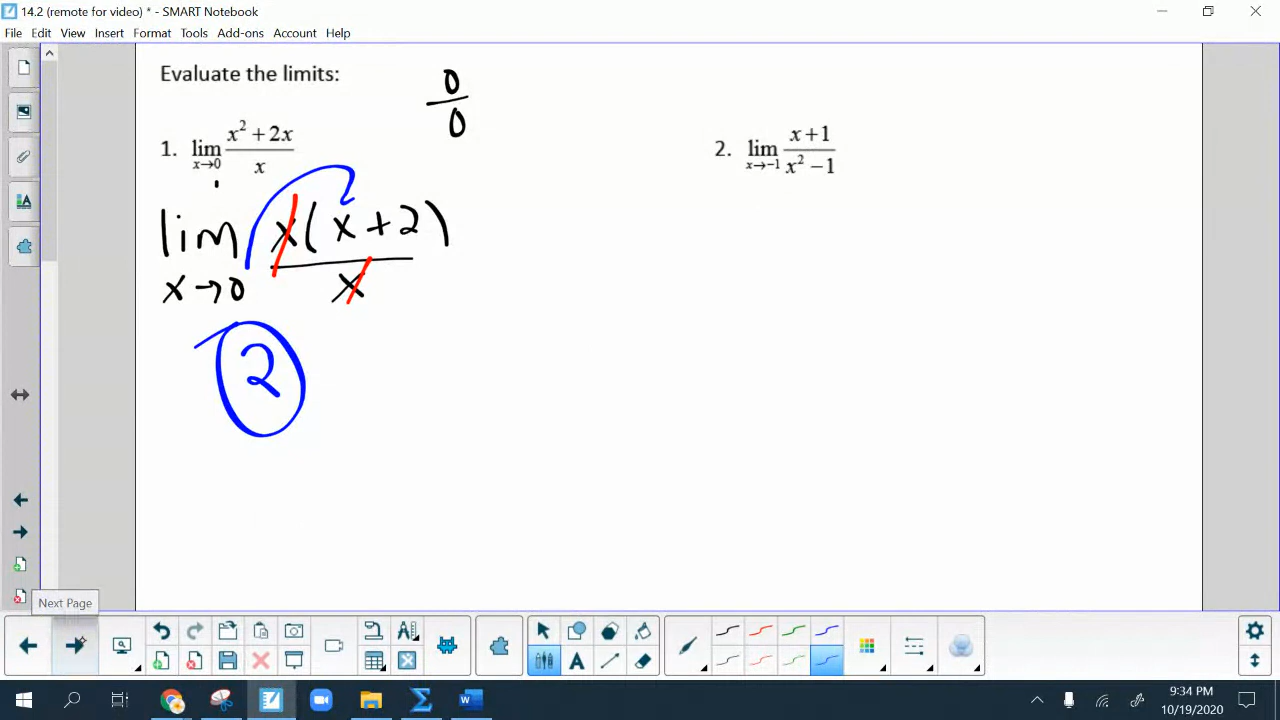 14.2 (remote for video) * - SMART Notebook
File Edit View Insert Format Tools Add-ons Account Help
Evaluate the limits:
0/0
1. lim x→0 (x² + 2x)/x
2. lim x→-1 (x+1)/(x² −1)
lim x→0 x(x+2)/x
2
Next Page
9:34 PM
10/19/2020